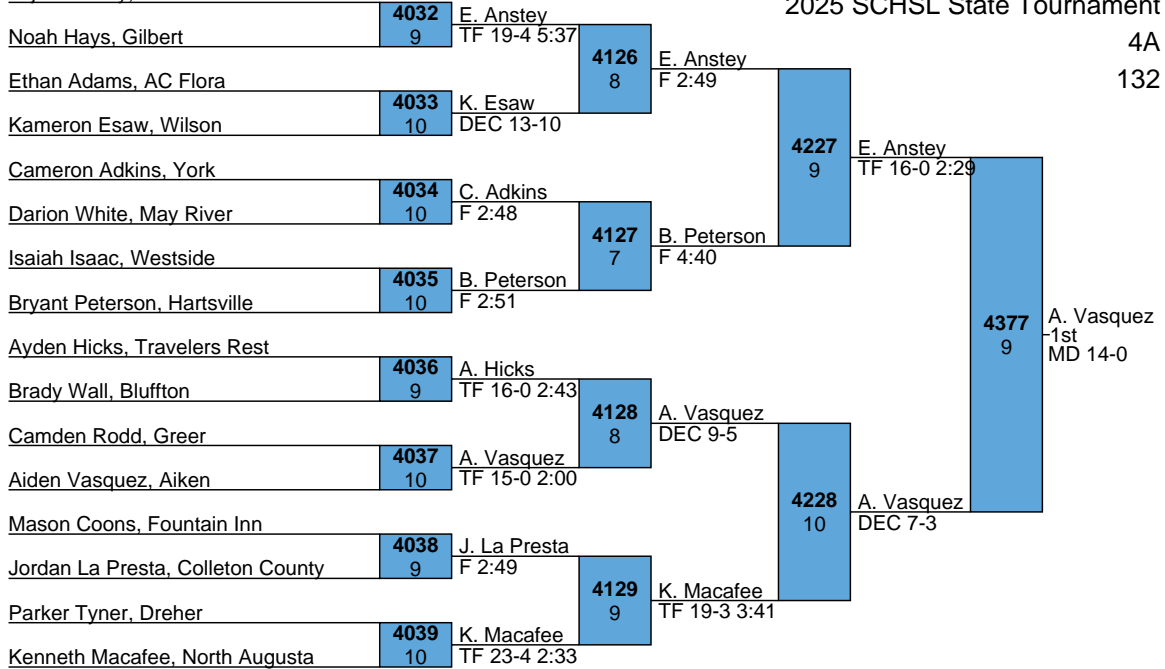 2025 SCHSL State Tournament
4A
132
Noah Hays, Gilbert
4032
9
E. Anstey
TF 19-4 5:37
Ethan Adams, AC Flora
Kameron Esaw, Wilson
4033
10
K. Esaw
DEC 13-10
4126
8
E. Anstey
F 2:49
Cameron Adkins, York
Darion White, May River
4034
10
C. Adkins
F 2:48
Isaiah Isaac, Westside
Bryant Peterson, Hartsville
4035
10
B. Peterson
F 2:51
4127
7
B. Peterson
F 4:40
4227
9
E. Anstey
TF 16-0 2:29
Ayden Hicks, Travelers Rest
Brady Wall, Bluffton
4036
9
A. Hicks
TF 16-0 2:43
Camden Rodd, Greer
Aiden Vasquez, Aiken
4037
10
A. Vasquez
TF 15-0 2:00
4128
8
A. Vasquez
DEC 9-5
Mason Coons, Fountain Inn
Jordan La Presta, Colleton County
4038
9
J. La Presta
F 2:49
Parker Tyner, Dreher
Kenneth Macafee, North Augusta
4039
10
K. Macafee
TF 23-4 2:33
4129
9
K. Macafee
TF 19-3 3:41
4228
10
A. Vasquez
DEC 7-3
4377
9
A. Vasquez
1st
MD 14-0